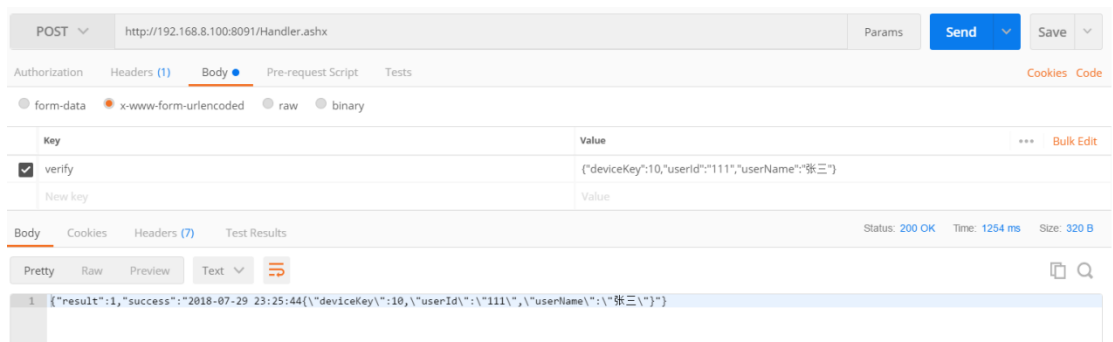 POST http://192.168.8.100:8091/Handler.ashx Params Send Save
Authorization Headers (1) Body Pre-request Script Tests Cookies Code
form-data x-www-form-urlencoded raw binary
Key Value ••• Bulk Edit
verify {"deviceKey":10,"userId":"111","userName":"张三"}
New key Value
Body Cookies Headers (7) Test Results Status: 200 OK Time: 1254 ms Size: 320 B
Pretty Raw Preview Text
1 {"result":1,"success":"2018-07-29 23:25:44{\"deviceKey\":10,\"userId\":\"111\",\"userName\":\"张三\"}"}